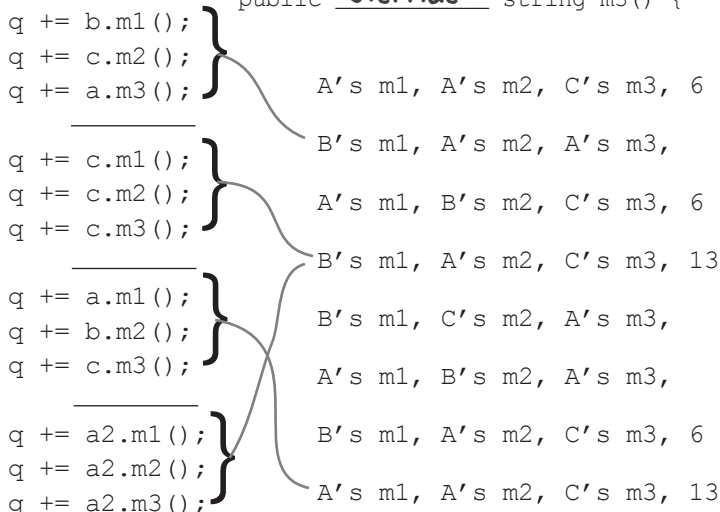 public override string m3() {
q += b.m1();
q += c.m2();
q += a.m3();
q += c.m1();
q += c.m2();
q += c.m3();
q += a.m1();
q += b.m2();
q += c.m3();
q += a2.m1();
q += a2.m2();
q += a2.m3();
A's m1, A's m2, C's m3, 6
B's m1, A's m2, A's m3,
A's m1, B's m2, C's m3, 6
B's m1, A's m2, C's m3, 13
B's m1, C's m2, A's m3,
A's m1, B's m2, A's m3,
B's m1, A's m2, C's m3, 6
A's m1, A's m2, C's m3, 13